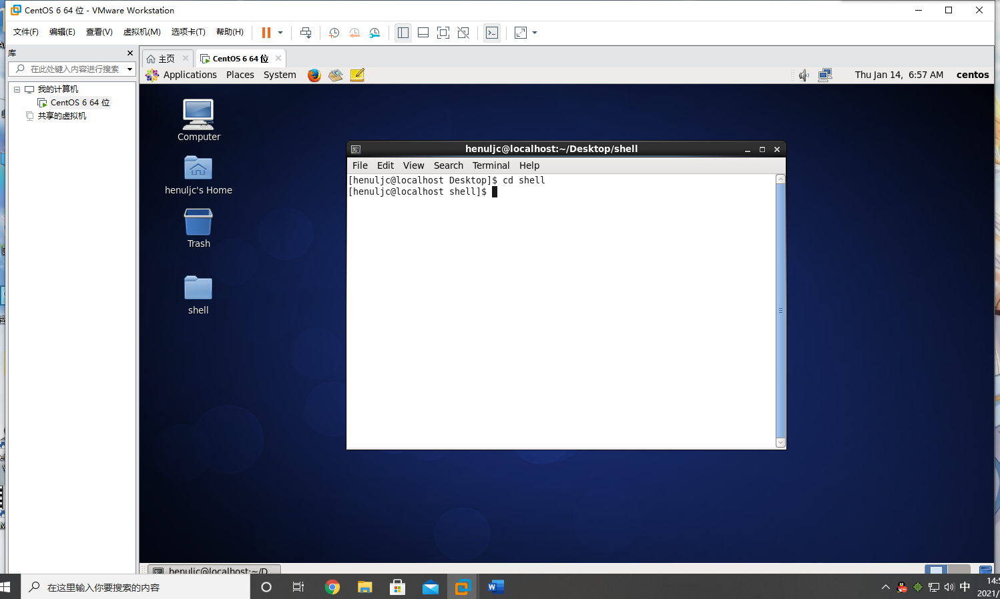 CentOS 6 64 位 - VMware Workstation
文件(F) 编辑(E) 查看(V) 虚拟机(M) 选项卡(T) 帮助(H)
库
在此处键入内容进行搜索
我的计算机
CentOS 6 64 位
共享的虚拟机
主页 CentOS 6 64 位
Applications Places System Thu Jan 14, 6:57 AM centos
Computer
henuljc's Home
Trash
shell
henuljc@localhost:~/Desktop/shell
File Edit View Search Terminal Help
[henuljc@localhost Desktop]$ cd shell
[henuljc@localhost shell]$
henuljc@localhost:~/D...
在这里输入你要搜索的内容
中
14:5
2021/